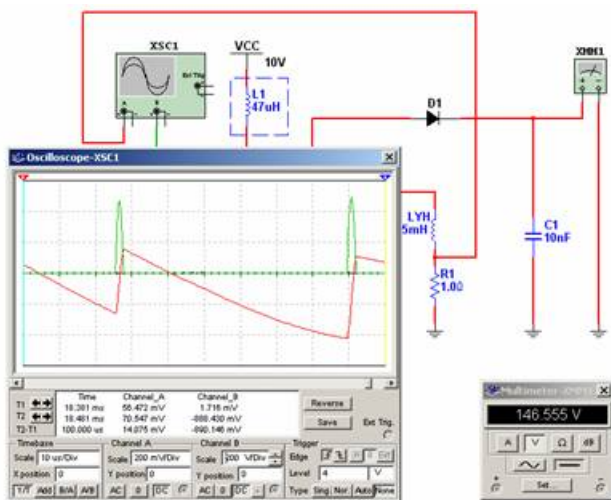 XSC1
VCC
10V
XMM1
Ext Trig
A
B
L1
47uH
D1
Oscilloscope-XSC1
LYH
5mH
C1
10nF
R1
1.0Ω
Time Channel_A Channel_B
T1 18.381 ms 56.472 mV 1.716 mV
T2 18.481 ms 70.547 mV -888.430 mV
T2-T1 100.000 us 14.075 mV -890.146 mV
Reverse
Save
Ext Trig.
Timebase
Scale 10 us/Div
X position 0
Y/T Add B/A A/B
Channel A
Scale 200 mV/Div
Y position 0
AC 0 DC
Channel B
Scale 200 V/Div
Y position 0
AC 0 DC -
Trigger
Edge
Level 4 V
Type Sing. Nor. Auto None
146.555 V
A V Ω dB
Set...